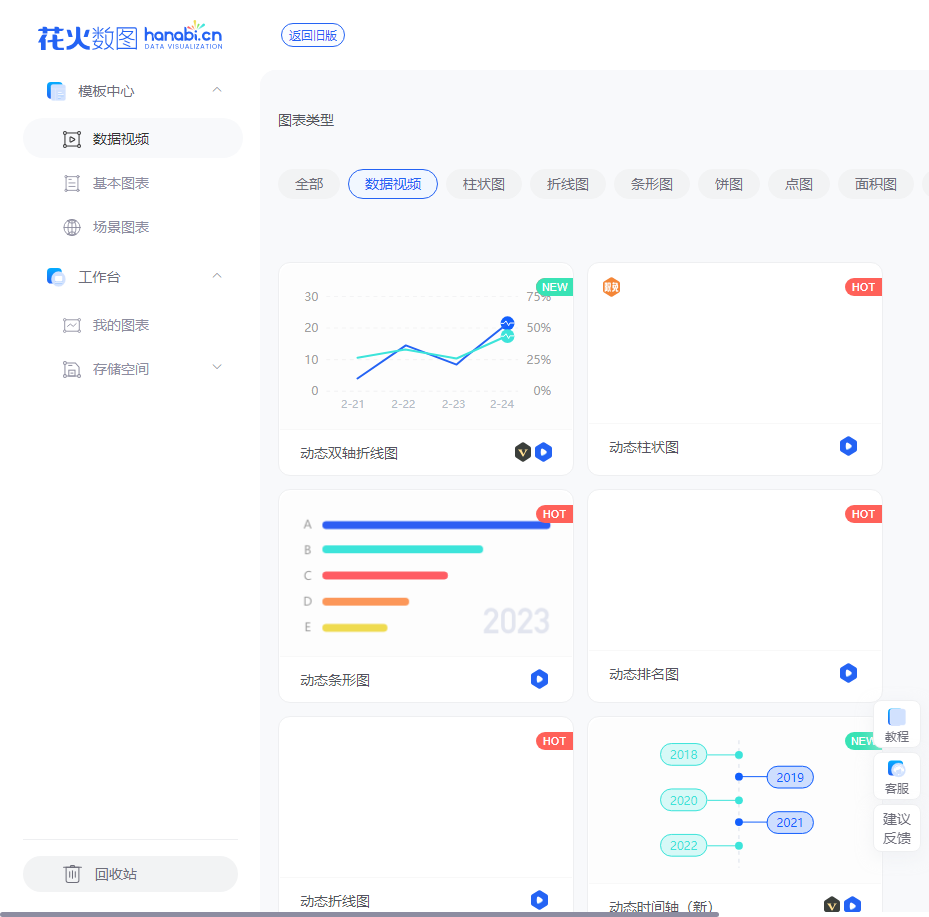 花火数图 hanabi.cn
DATA VISUALIZATION
返回旧版
模板中心
数据视频
基本图表
场景图表
工作台
我的图表
存储空间
回收站
图表类型
全部 数据视频 柱状图 折线图 条形图 饼图 点图 面积图
NEW
30 75%
20 50%
10 25%
0 0%
2-21 2-22 2-23 2-24
动态双轴折线图
V
HOT
动态柱状图
HOT
A
B
C
D
E
2023
动态条形图
HOT
动态排名图
HOT
动态折线图
NEW
2018
2019
2020
2021
2022
动态时间轴（新）
V
教程
客服
建议
反馈